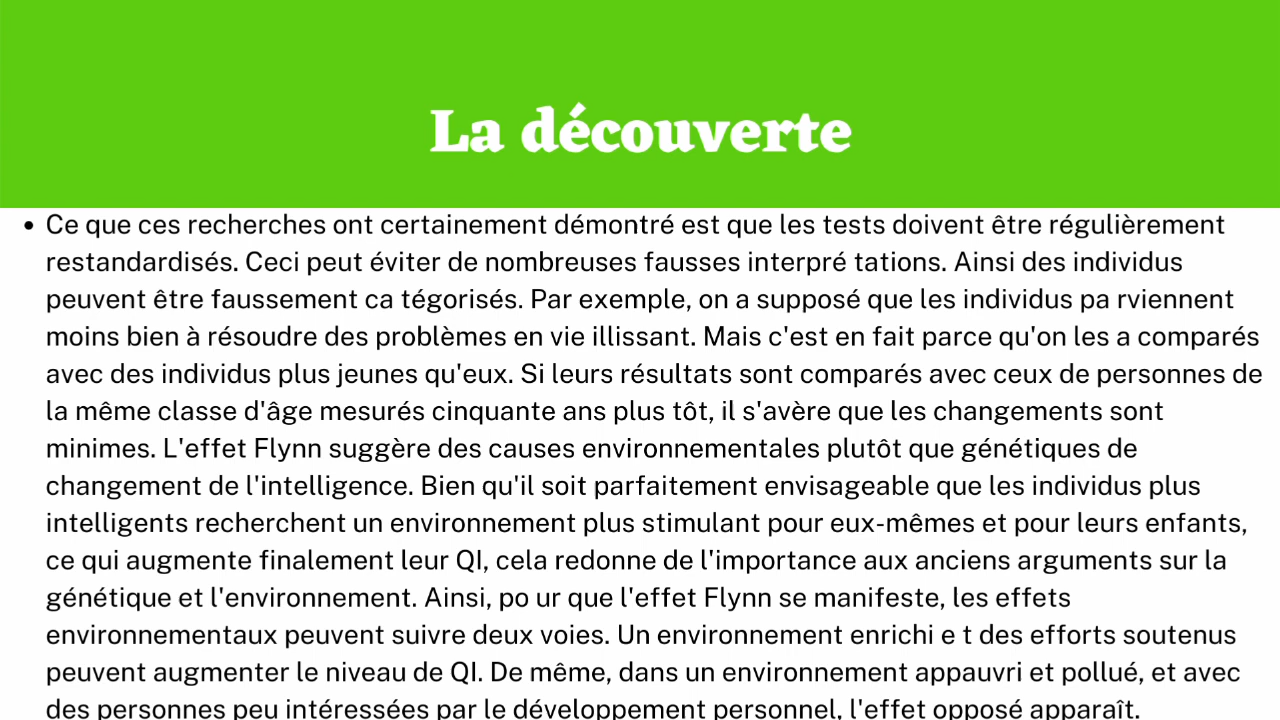 La découverte
• Ce que ces recherches ont certainement démontré est que les tests doivent être régulièrement
restandardisés. Ceci peut éviter de nombreuses fausses interpré tations. Ainsi des individus
peuvent être faussement ca tégorisés. Par exemple, on a supposé que les individus pa rviennent
moins bien à résoudre des problèmes en vie illissant. Mais c'est en fait parce qu'on les a comparés
avec des individus plus jeunes qu'eux. Si leurs résultats sont comparés avec ceux de personnes de
la même classe d'âge mesurés cinquante ans plus tôt, il s'avère que les changements sont
minimes. L'effet Flynn suggère des causes environnementales plutôt que génétiques de
changement de l'intelligence. Bien qu'il soit parfaitement envisageable que les individus plus
intelligents recherchent un environnement plus stimulant pour eux-mêmes et pour leurs enfants,
ce qui augmente finalement leur QI, cela redonne de l'importance aux anciens arguments sur la
génétique et l'environnement. Ainsi, po ur que l'effet Flynn se manifeste, les effets
environnementaux peuvent suivre deux voies. Un environnement enrichi e t des efforts soutenus
peuvent augmenter le niveau de QI. De même, dans un environnement appauvri et pollué, et avec
des personnes peu intéressées par le développement personnel, l'effet opposé apparaît.